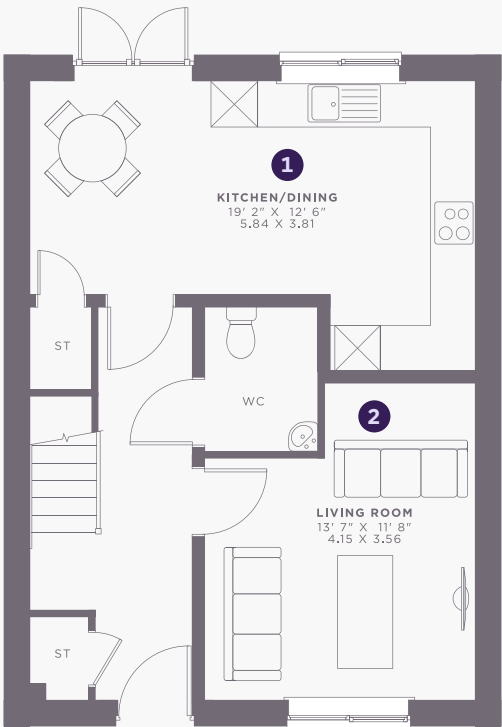 1
KITCHEN/DINING
19' 2" X 12' 6"
5.84 X 3.81
ST
WC
2
LIVING ROOM
13' 7" X 11' 8"
4.15 X 3.56
ST